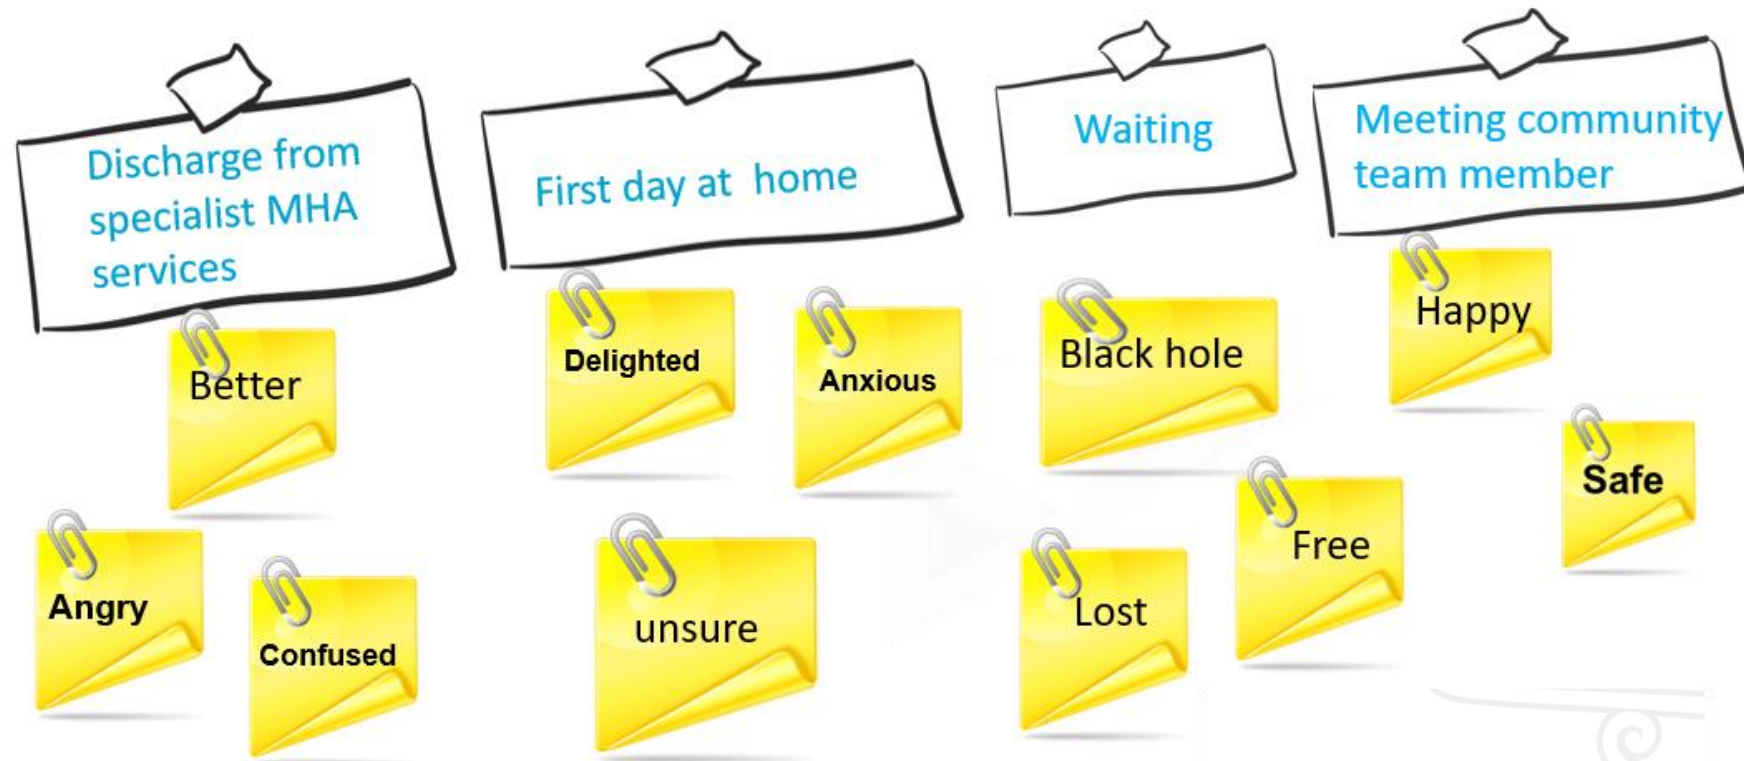 Discharge from
specialist MHA
services
First day at home
Waiting
Meeting community
team member
Better
Angry
Confused
Delighted
Anxious
unsure
Black hole
Lost
Free
Happy
Safe